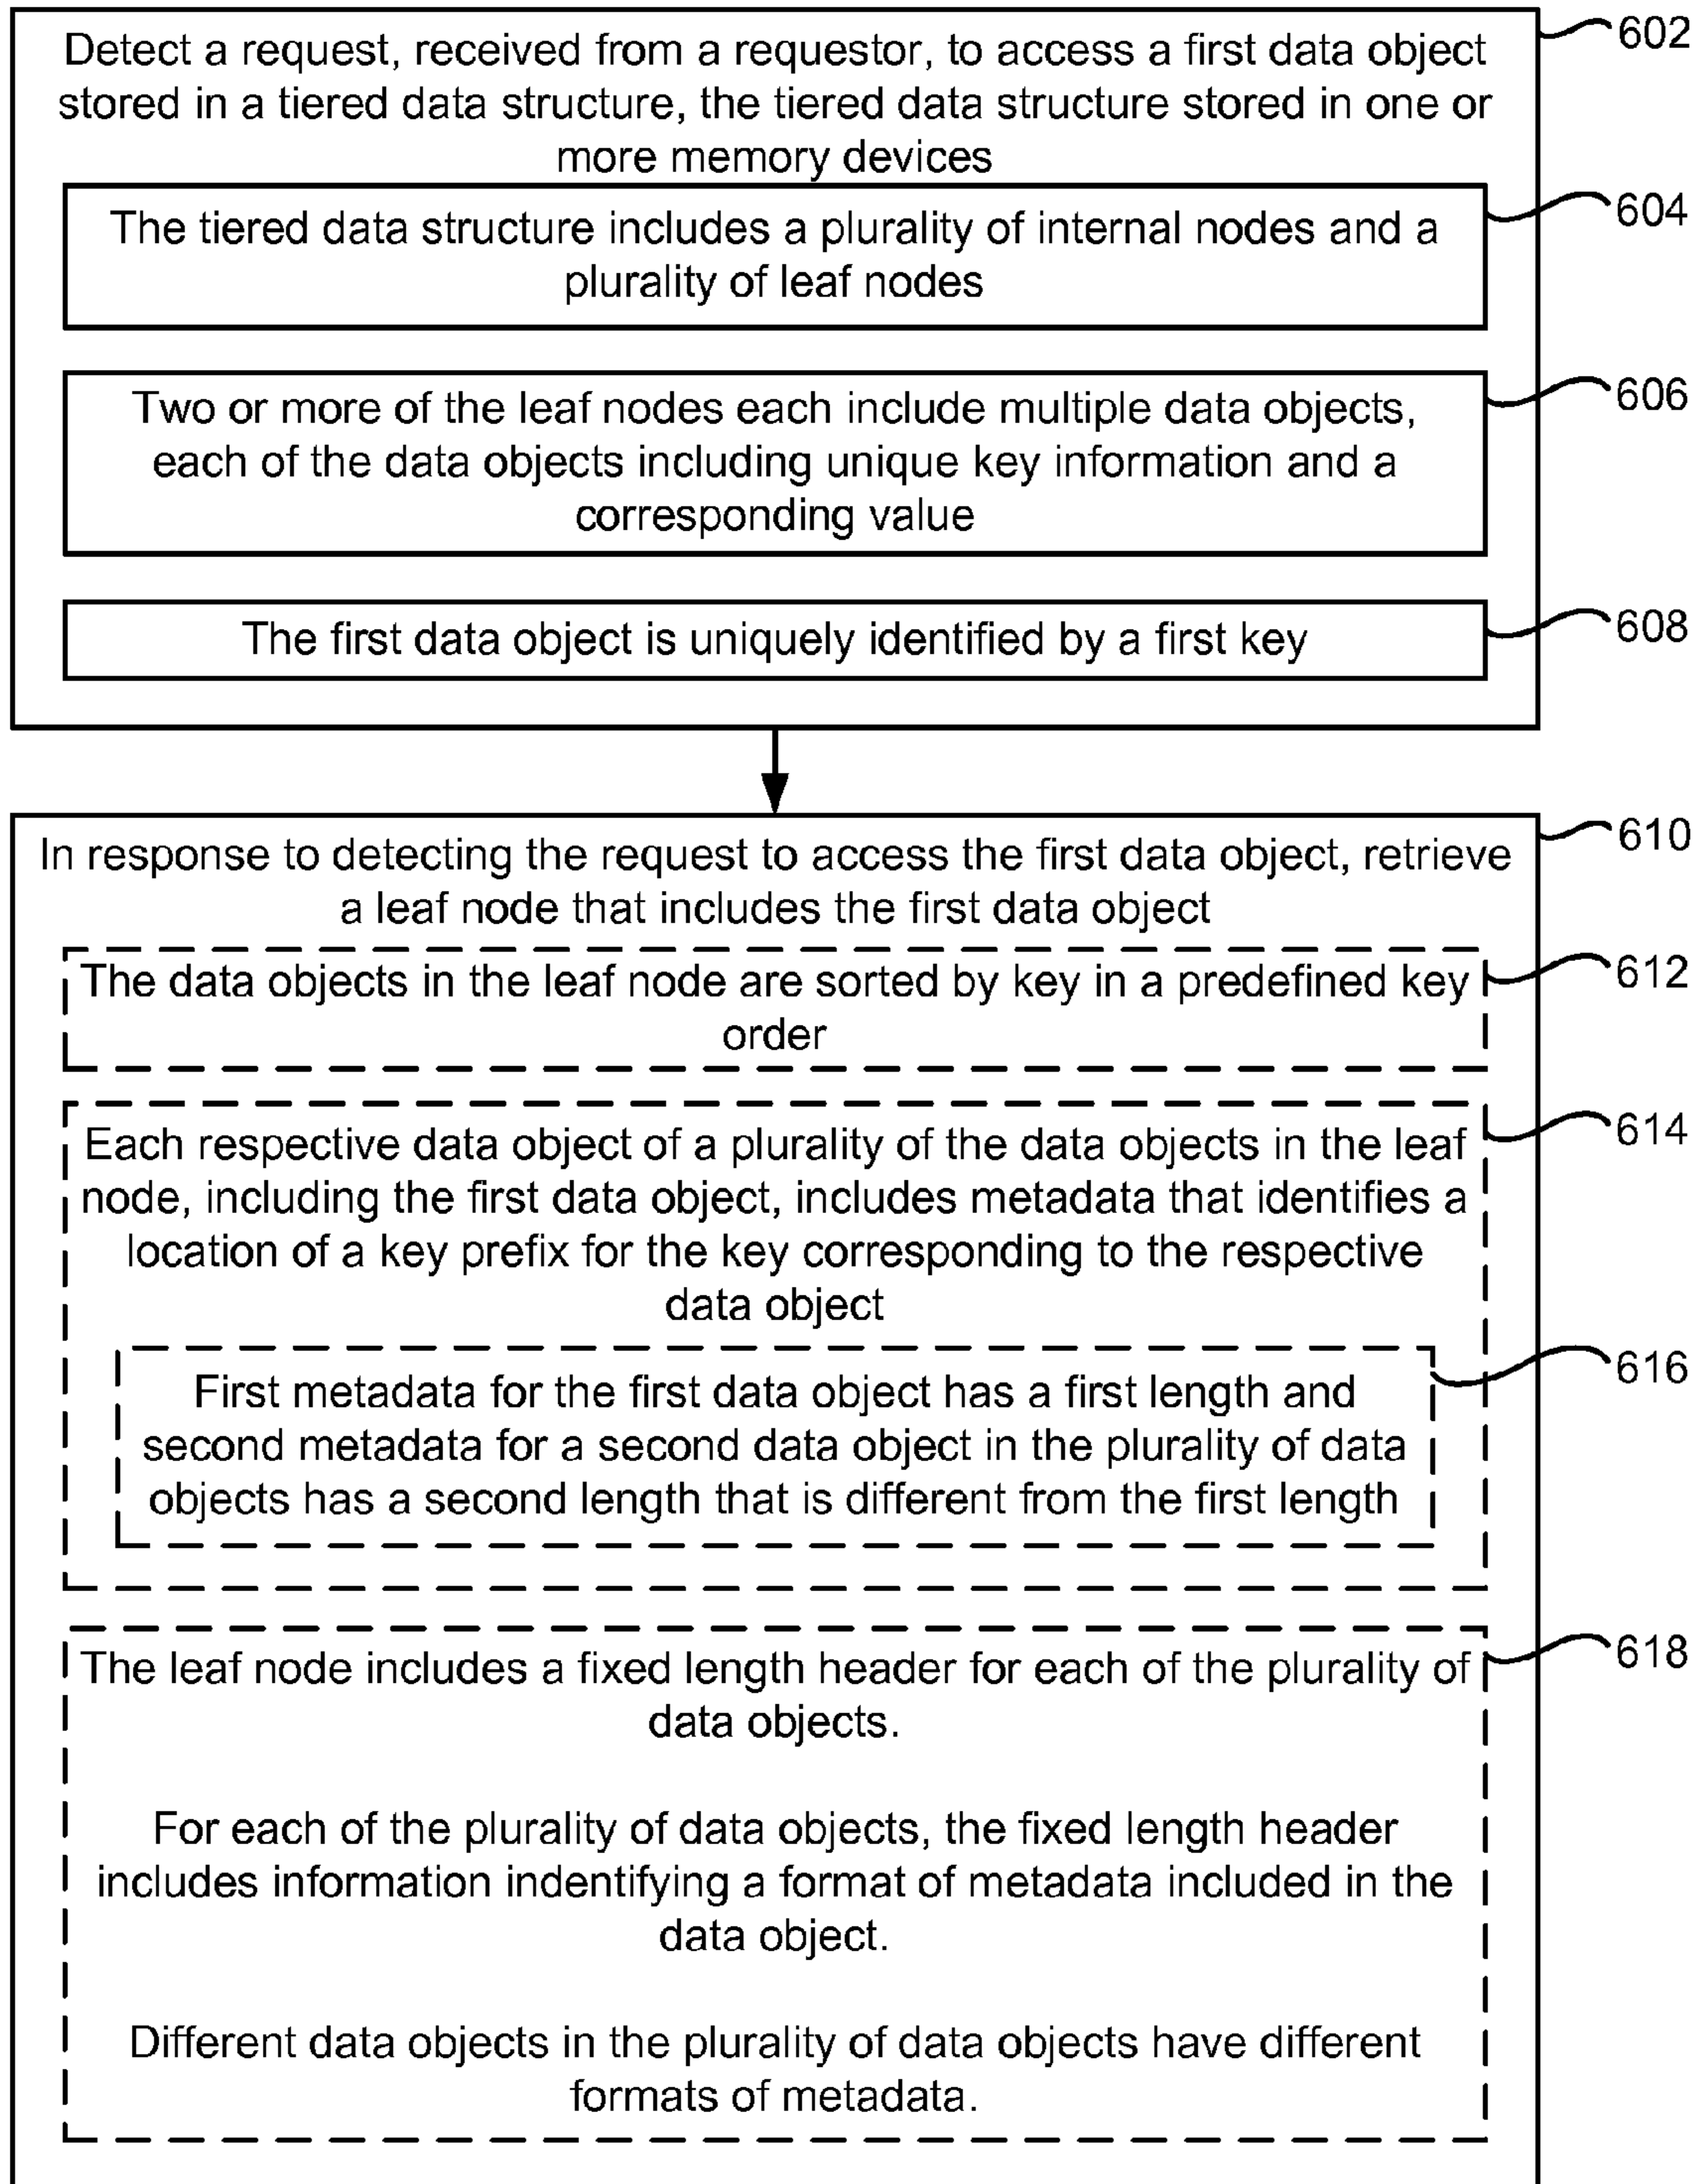 Detect a request, received from a requestor, to access a first data object
stored in a tiered data structure, the tiered data structure stored in one or
more memory devices
602
The tiered data structure includes a plurality of internal nodes and a
plurality of leaf nodes
604
Two or more of the leaf nodes each include multiple data objects,
each of the data objects including unique key information and a
corresponding value
606
The first data object is uniquely identified by a first key
608
In response to detecting the request to access the first data object, retrieve
a leaf node that includes the first data object
610
The data objects in the leaf node are sorted by key in a predefined key
order
612
Each respective data object of a plurality of the data objects in the leaf
node, including the first data object, includes metadata that identifies a
location of a key prefix for the key corresponding to the respective
data object
614
First metadata for the first data object has a first length and
second metadata for a second data object in the plurality of data
objects has a second length that is different from the first length
616
The leaf node includes a fixed length header for each of the plurality of
data objects.
618
For each of the plurality of data objects, the fixed length header
includes information indentifying a format of metadata included in the
data object.
Different data objects in the plurality of data objects have different
formats of metadata.